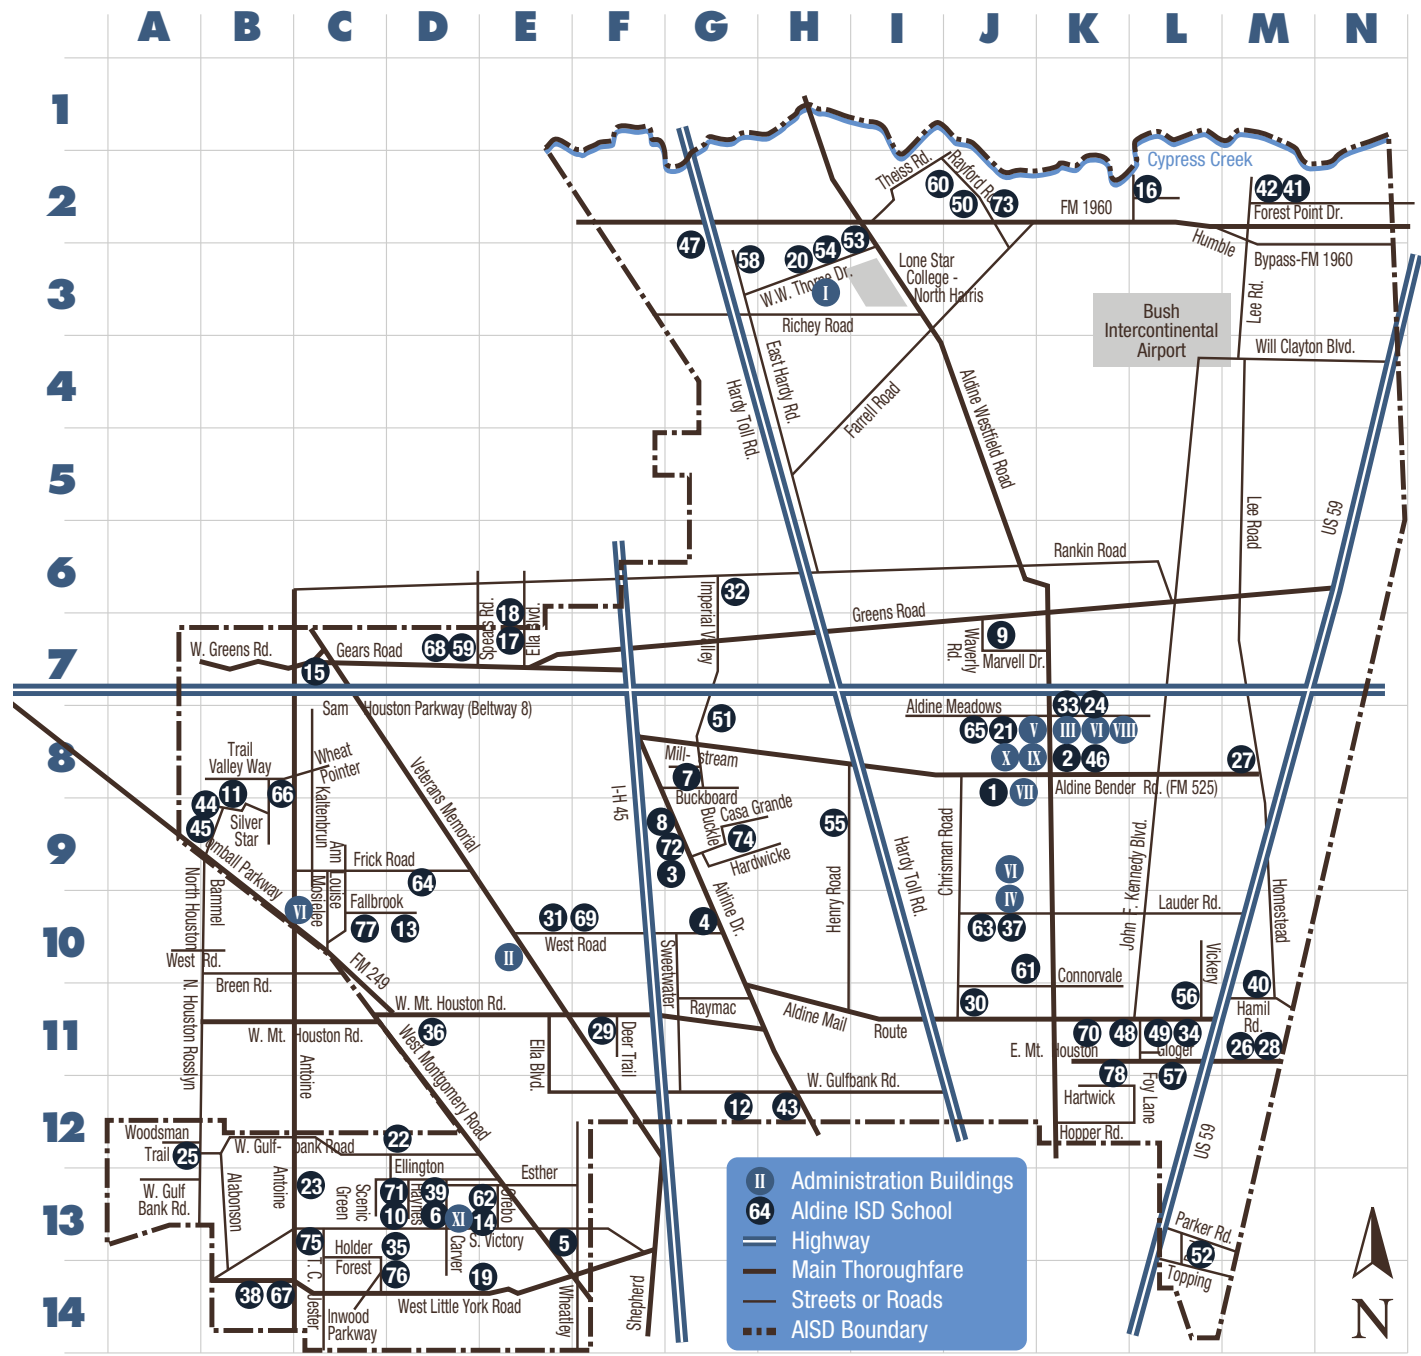 A B C D E F G H I J K L M N
1
Cypress Creek
Theiss Rd.
Rayford Rd.
60
50
73
16
42
41
2
FM 1960
Forest Point Dr.
47
58
20
54
53
Humble
Bypass-FM 1960
Lone Star
College -
North Harris
W.W. Thorne Dr.
I
3
Richey Road
Lee Rd.
Bush
Intercontinental
Airport
Will Clayton Blvd.
4
East Hardy Rd.
Hardy Toll Rd.
Farrell Road
Aldine Westfield Road
5
Lee Road
US 59
6
Rankin Road
32
Imperial Valley
Greens Road
18
17
Spears Rd.
Ella Blvd.
7
W. Greens Rd.
Gears Road
68
59
15
9
Waverly
Rd.
Marvell Dr.
Sam Houston Parkway (Beltway 8)
51
Aldine Meadows
33
24
65
21
V
III
VI
VIII
8
X
IX
2
46
27
Trail
Valley Way
Wheat
Pointer
Mill- stream
7
Buckboard
Buckle
Casa Grande
74
Hardwicke
1
VII
Aldine Bender Rd. (FM 525)
44
11
66
45
Silver
Star
Kaltenbrun
Veterans Memorial
I-H 45
8
72
3
55
9
Ann
Louise
Mosielee
Frick Road
64
Fallbrook
77
13
North Houston
Bammel
VI
Airline Dr.
Henry Road
Hardy Toll Rd.
Chrisman Road
VI
IV
John F. Kennedy Blvd.
Lauder Rd.
Homestead
10
31
69
4
63
37
West Road
II
West Rd.
Breen Rd.
FM 249
Sweetwater
61
Connorvale
Vickery
40
56
30
N. Houston Rosslyn
W. Mt. Houston Rd.
Raymac
Aldine Mail
Route
Hamil
Rd.
11
W. Mt. Houston Rd.
36
29
Deer Trail
70
48
49
34
26
28
E. Mt. Houston
Gloger
Antoine
West Montgomery Road
Ella Blvd.
W. Gulfbank Rd.
78
57
Hartwick
Foy Lane
12
12
43
Hopper Rd.
Woodsman
Trail
25
W. Gulf- bank Road
22
US 59
Ellington
Esther
W. Gulf
Bank Rd.
Alabonson
Antoine
23
Scenic
Green
71
Haynes
39
62
10
6
XI
14
13
75
Holder
35
Carver
S. Victory
5
Forest
76
19
T. C. Jester
38
67
14
Inwood
Parkway
West Little York Road
Wheatley
Shepherd
Parker Rd.
52
Topping
II Administration Buildings
64 Aldine ISD School
Highway
Main Thoroughfare
Streets or Roads
AISD Boundary
N